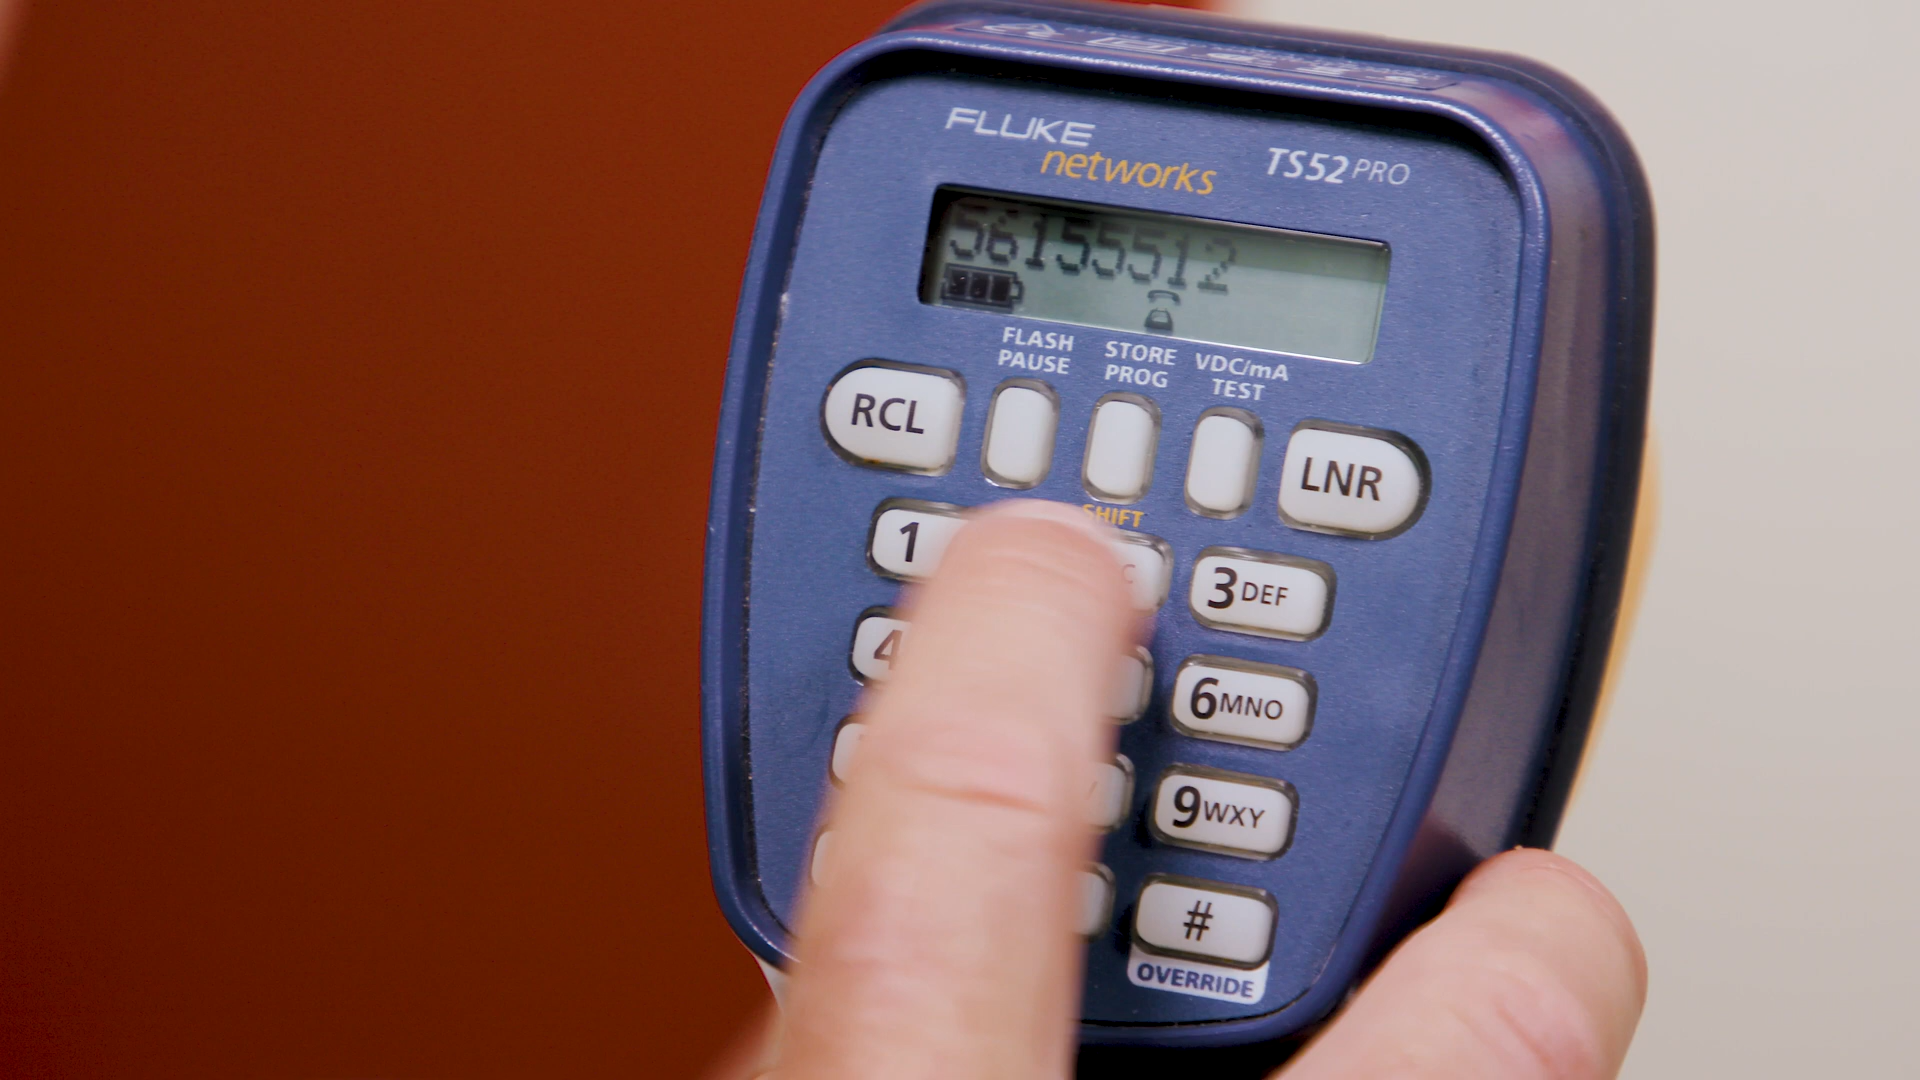 FLUKE
networks
TS52 PRO
56155512
FLASH
PAUSE
STORE
PROG
VDC/mA
TEST
RCL
LNR
SHIFT
1
3 DEF
4
6 MNO
9 WXY
#
OVERRIDE